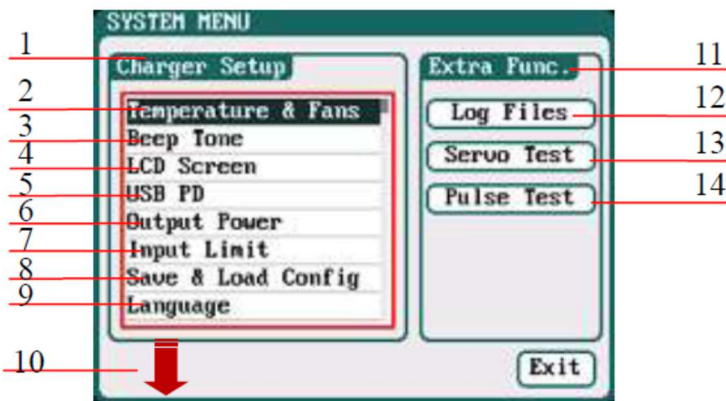 SYSTEM MENU
1
Charger Setup
2
Temperature & Fans
3
Beep Tone
4
LCD Screen
5
USB PD
6
Output Power
7
Input Limit
8
Save & Load Config
9
Language
10
Extra Func.
11
Log Files
12
Servo Test
13
Pulse Test
14
Exit